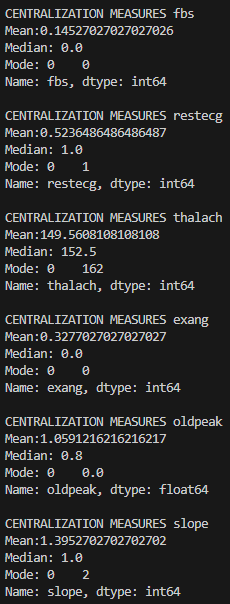 CENTRALIZATION MEASURES fbs
Mean:0.14527027027027026
Median: 0.0
Mode: 0    0
Name: fbs, dtype: int64
CENTRALIZATION MEASURES restecg
Mean:0.5236486486486487
Median: 1.0
Mode: 0    1
Name: restecg, dtype: int64
CENTRALIZATION MEASURES thalach
Mean:149.5608108108108
Median: 152.5
Mode: 0    162
Name: thalach, dtype: int64
CENTRALIZATION MEASURES exang
Mean:0.3277027027027027
Median: 0.0
Mode: 0    0
Name: exang, dtype: int64
CENTRALIZATION MEASURES oldpeak
Mean:1.0591216216216217
Median: 0.8
Mode: 0    0.0
Name: oldpeak, dtype: float64
CENTRALIZATION MEASURES slope
Mean:1.3952702702702702
Median: 1.0
Mode: 0    2
Name: slope, dtype: int64